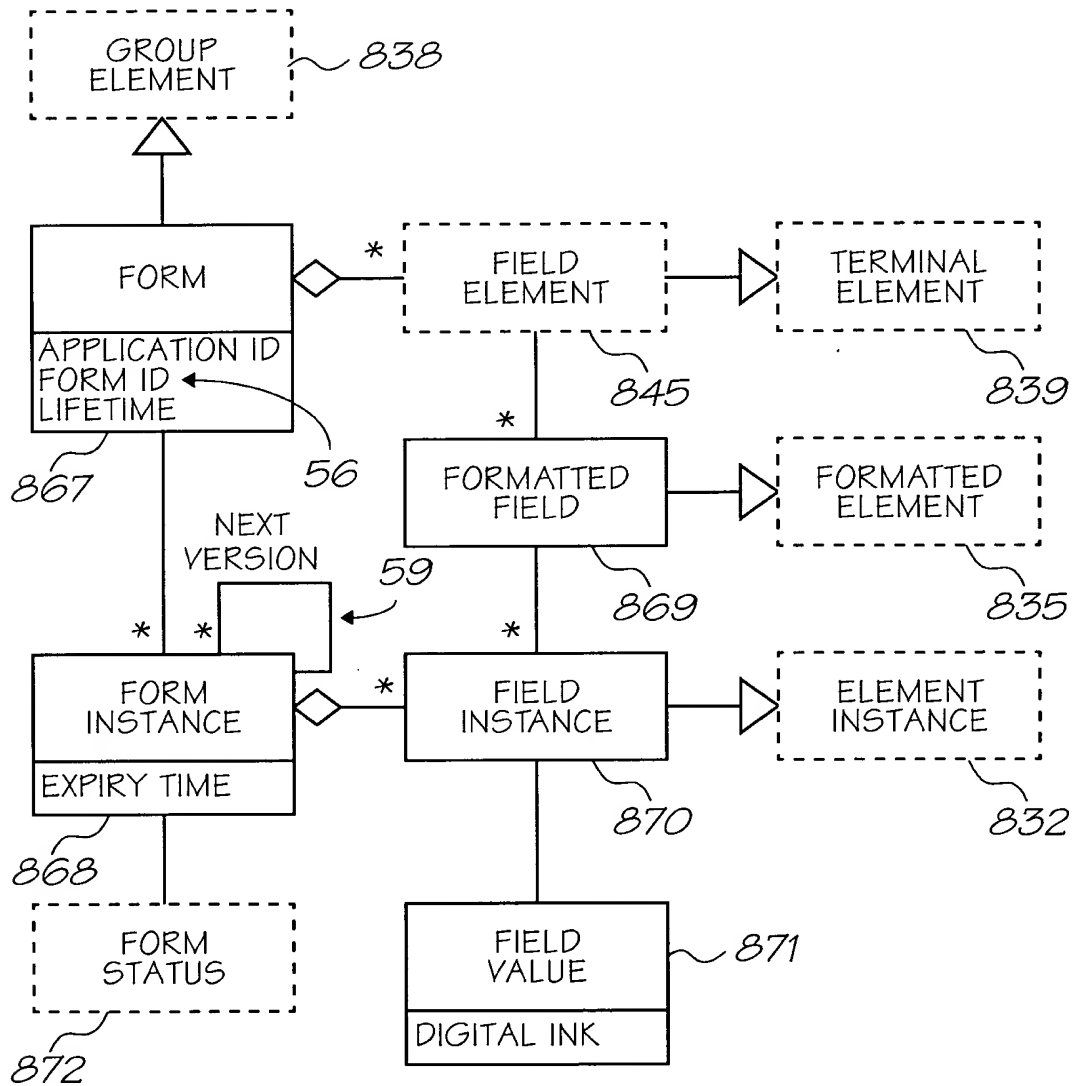 GROUP
ELEMENT
838
FORM
*
FIELD
ELEMENT
TERMINAL
ELEMENT
APPLICATION ID
FORM ID
LIFETIME
845
839
867
56
*
FORMATTED
FIELD
FORMATTED
ELEMENT
NEXT
VERSION
59
869
835
*
*
*
FORM
INSTANCE
*
FIELD
INSTANCE
ELEMENT
INSTANCE
EXPIRY TIME
870
832
868
FORM
STATUS
FIELD
VALUE
871
872
DIGITAL INK